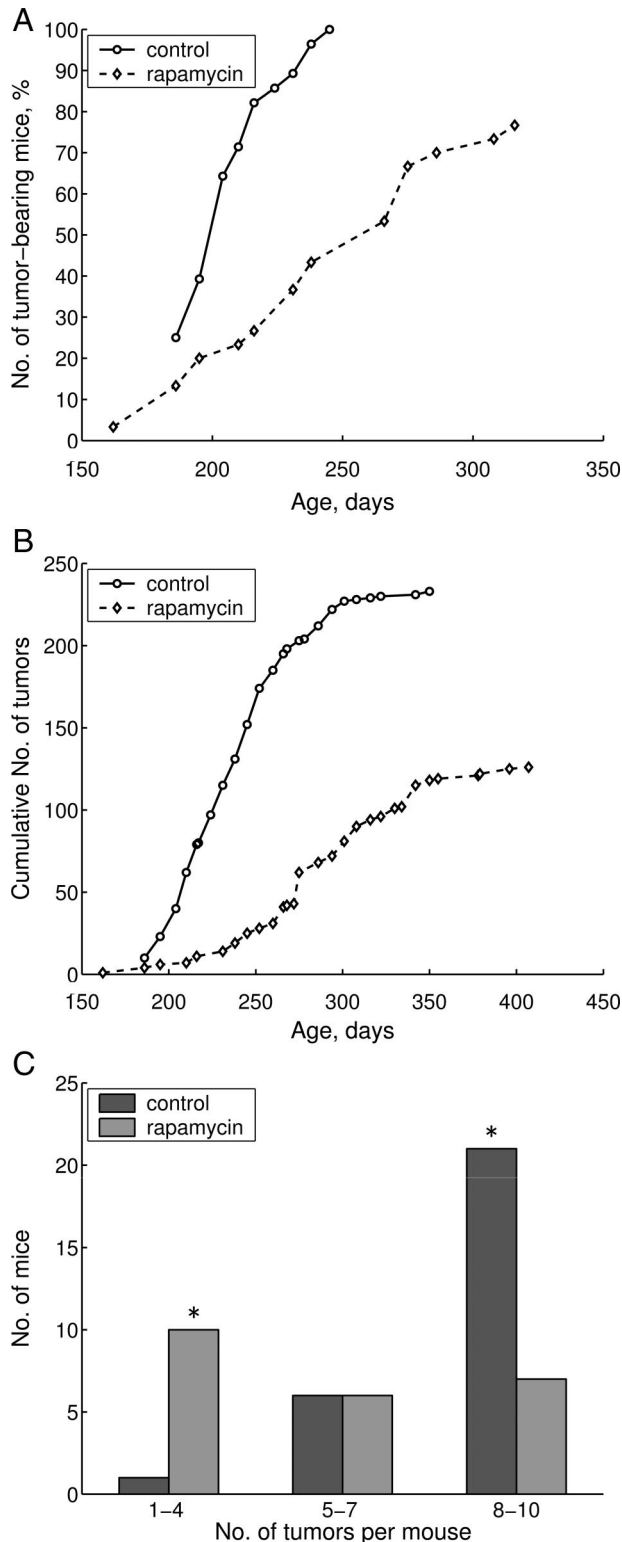 A
control
rapamycin
No. of tumor-bearing mice, %
100
90
80
70
60
50
40
30
20
10
0
150 200 250 300 350
Age, days
B
control
rapamycin
Cumulative No. of tumors
250
200
150
100
50
0
150 200 250 300 350 400 450
Age, days
C
control
rapamycin
No. of mice
25
20
15
10
5
0
*
*
1-4 5-7 8-10
No. of tumors per mouse